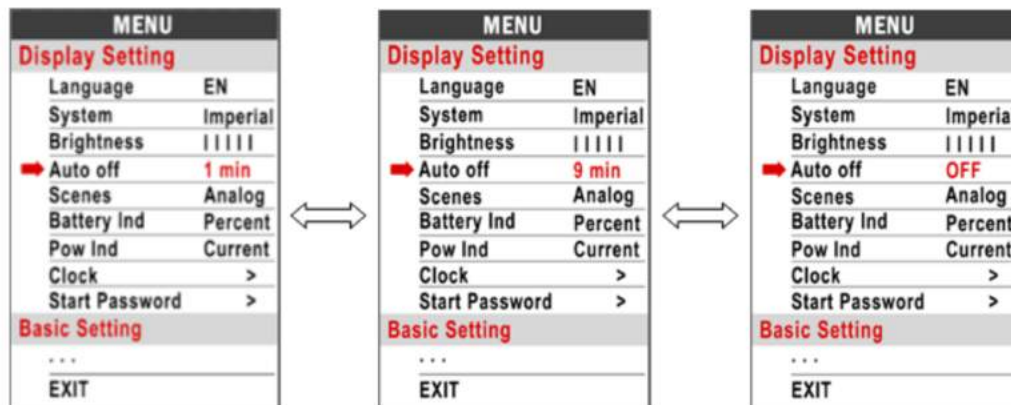 MENU
Display Setting
Language EN
System Imperial
Brightness | | | | |
Auto off 1 min
Scenes Analog
Battery Ind Percent
Pow Ind Current
Clock >
Start Password >
Basic Setting
...
EXIT
MENU
Display Setting
Language EN
System Imperial
Brightness | | | | |
Auto off 9 min
Scenes Analog
Battery Ind Percent
Pow Ind Current
Clock >
Start Password >
Basic Setting
...
EXIT
MENU
Display Setting
Language EN
System Imperia
Brightness | | | | |
Auto off OFF
Scenes Analog
Battery Ind Percent
Pow Ind Current
Clock >
Start Password >
Basic Setting
...
EXIT